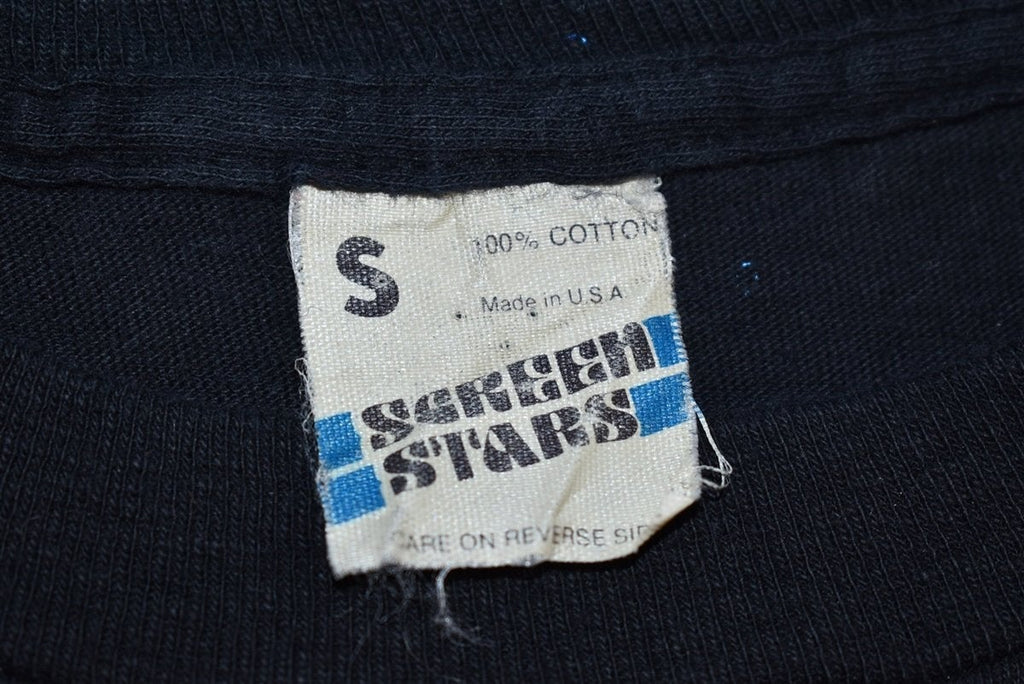 S
100% COTTON
Made in U.S.A
SCREEN
STARS
CARE ON REVERSE SIDE